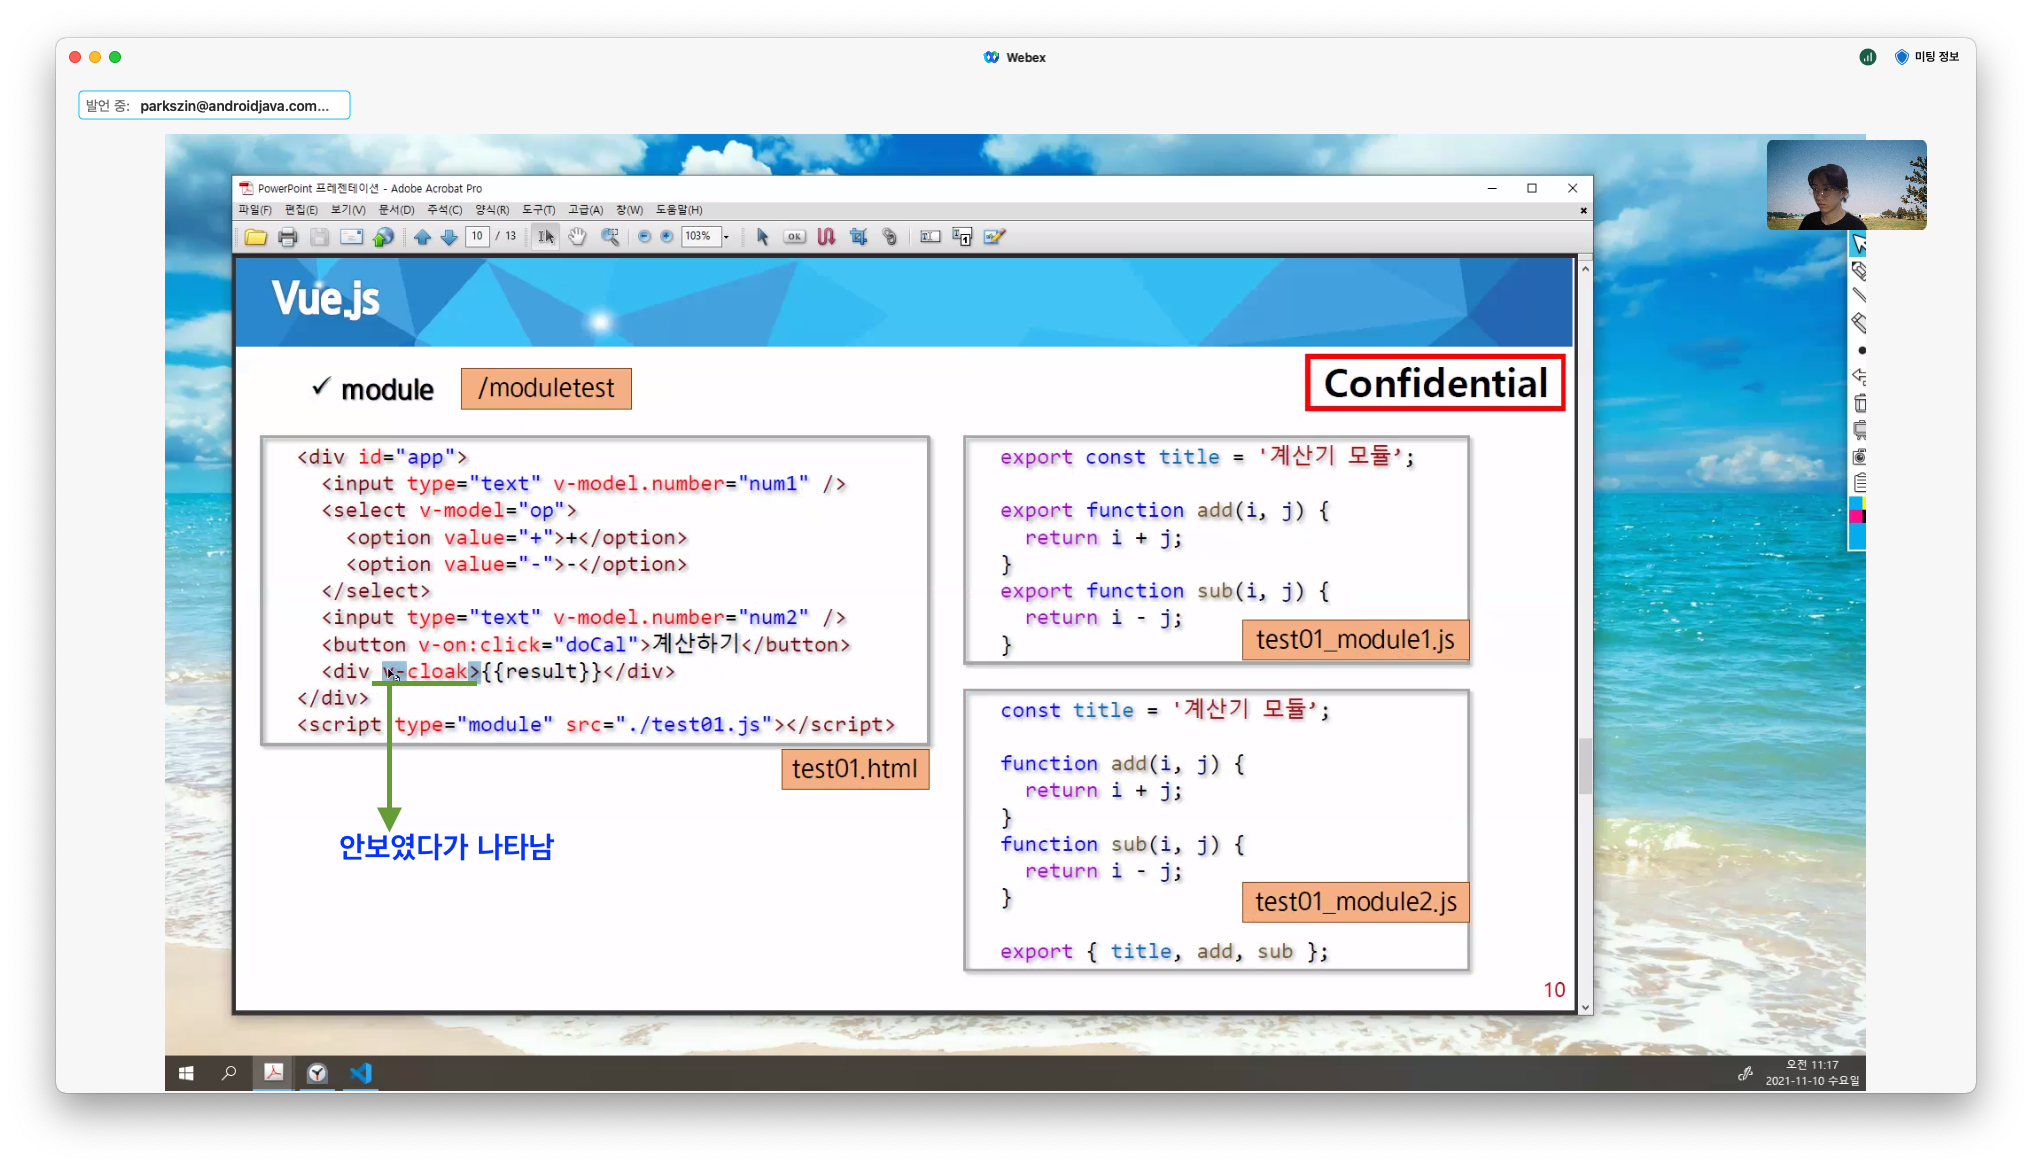 Webex
미팅 정보
발언 중: parkszin@androidjava.com...
PowerPoint 프레젠테이션 - Adobe Acrobat Pro
파일(F) 편집(E) 보기(V) 문서(D) 주석(C) 양식(R) 도구(T) 고급(A) 창(W) 도움말(H)
10 / 13 103% OK
Vue.js
✓ module
/moduletest
Confidential
<div id="app">
<input type="text" v-model.number="num1" />
<select v-model="op">
<option value="+">+</option>
<option value="-">-</option>
</select>
<input type="text" v-model.number="num2" />
<button v-on:click="doCal">계산하기</button>
<div v-cloak>{{result}}</div>
</div>
<script type="module" src="./test01.js"></script>
test01.html
안보였다가 나타남
export const title = '계산기 모듈’;
export function add(i, j) {
return i + j;
}
export function sub(i, j) {
return i - j;
}
test01_module1.js
const title = '계산기 모듈’;
function add(i, j) {
return i + j;
}
function sub(i, j) {
return i - j;
}
test01_module2.js
export { title, add, sub };
10
오전 11:17
2021-11-10 수요일